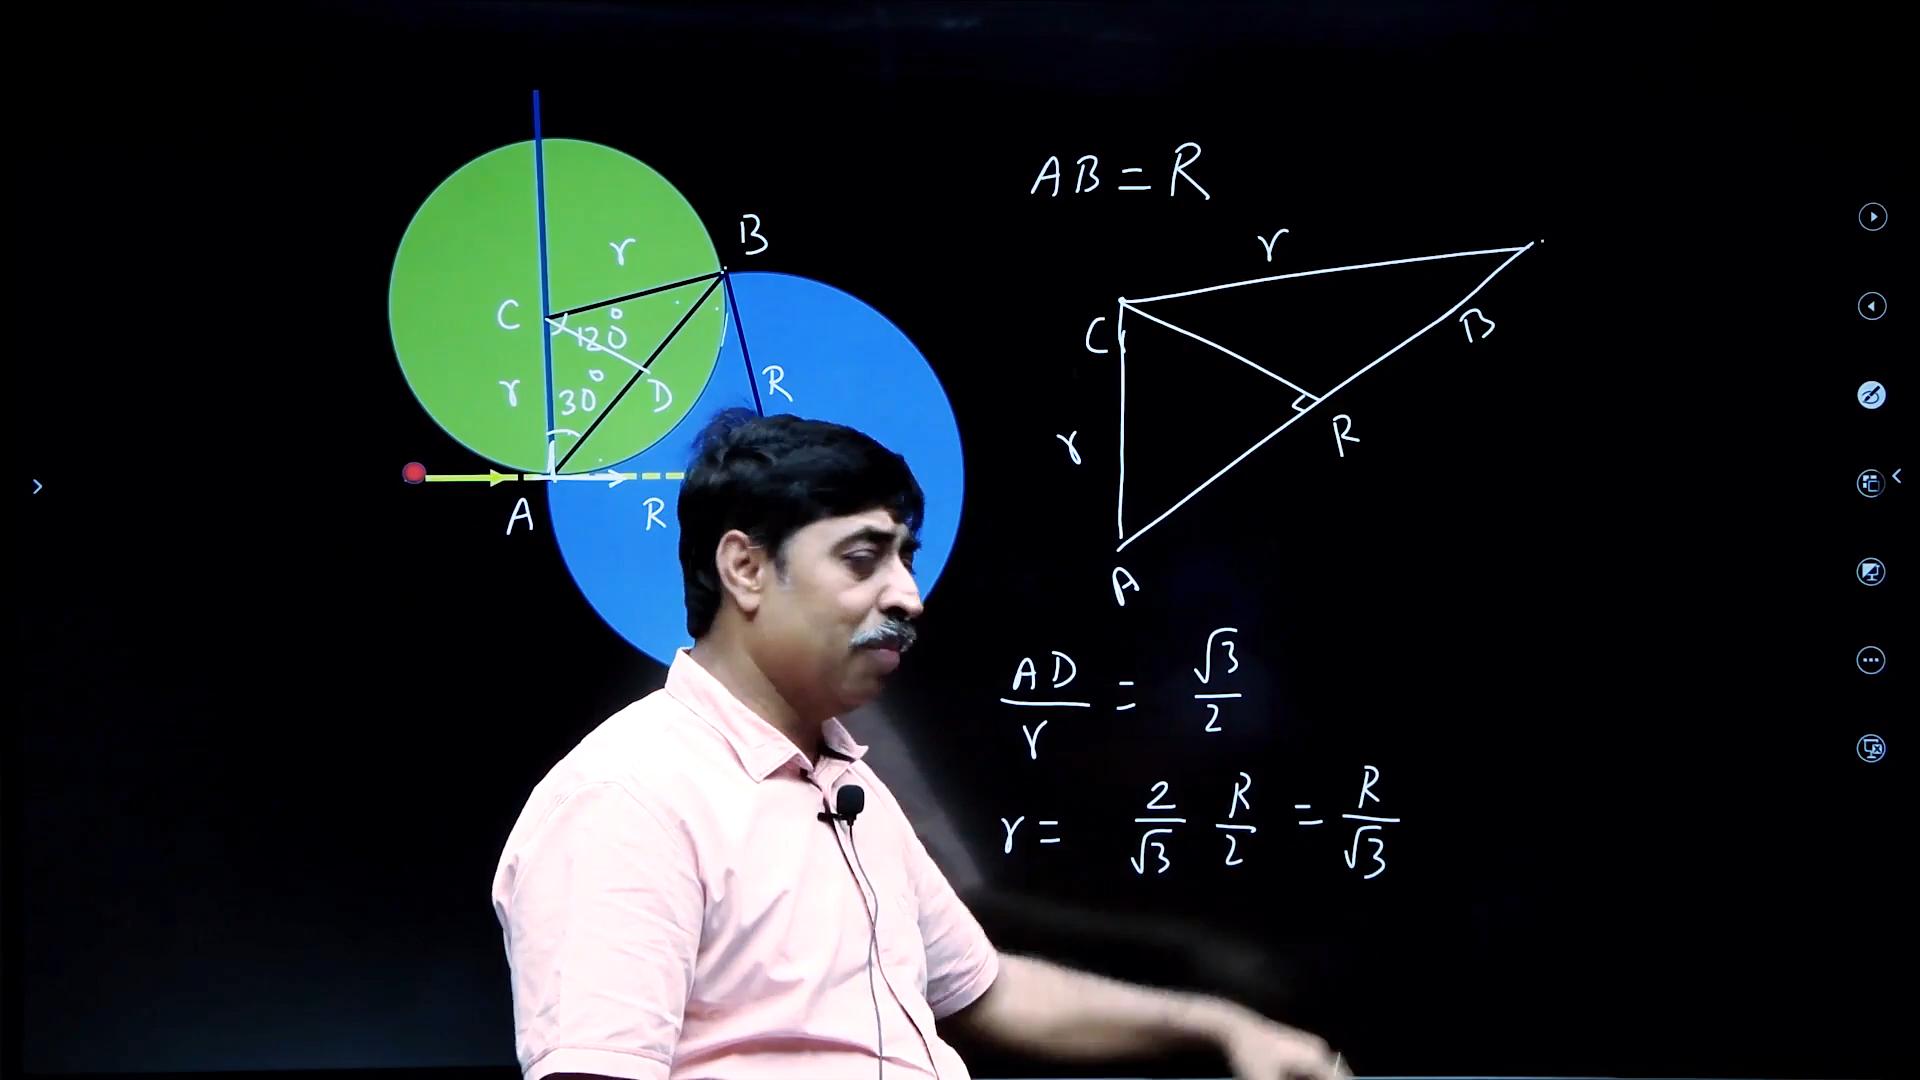 B
r
C
120°
r
30°
D
R
A
R
AB = R
r
C
B
r
R
A
AD/r = √3/2
r = 2/√3 R/2 = R/√3